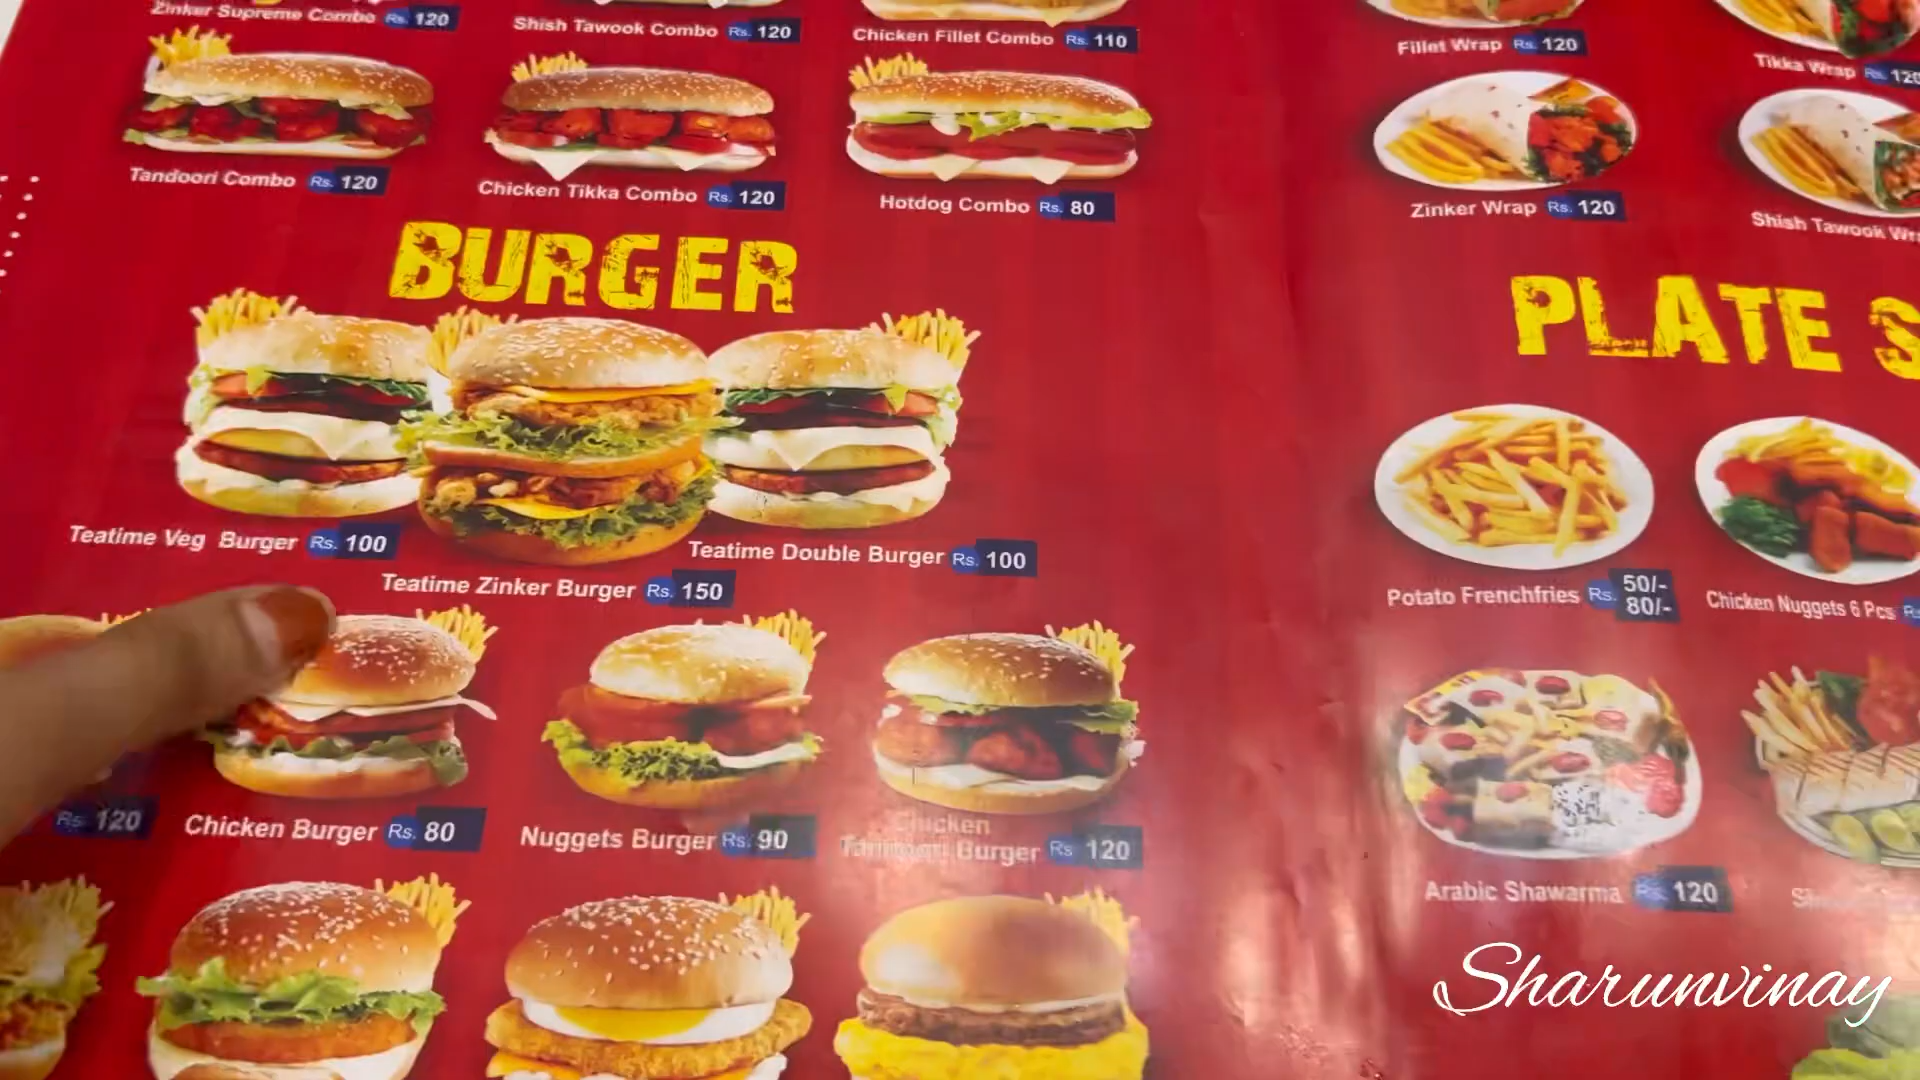 Zinker Supreme Combo Rs. 120
Shish Tawook Combo Rs. 120
Chicken Fillet Combo Rs. 110
Tandoori Combo Rs. 120
Chicken Tikka Combo Rs. 120
Hotdog Combo Rs. 80
BURGER
Teatime Veg Burger Rs. 100
Teatime Zinker Burger Rs. 150
Teatime Double Burger Rs. 100
Rs. 120
Chicken Burger Rs. 80
Nuggets Burger Rs. 90
Chicken
Burger Rs. 120
Fillet Wrap Rs. 120
Tikka Wrap Rs. 120
Zinker Wrap Rs. 120
Shish Tawook
PLATE S
Potato Frenchfries Rs. 50/-
80/-
Chicken Nuggets 6 Pcs
Arabic Shawarma Rs. 120
Sharunvinay